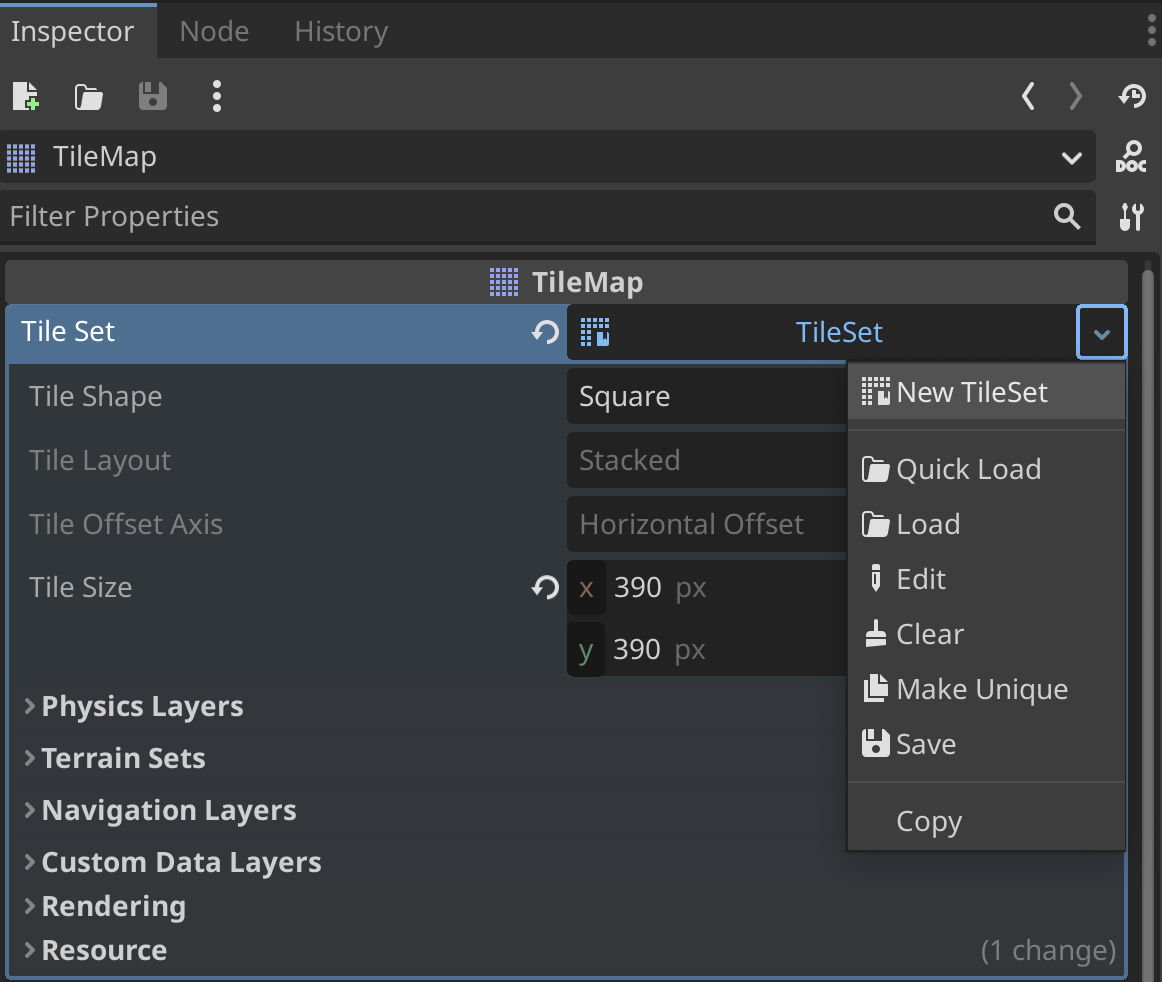 Inspector Node History
TileMap
DOC
Filter Properties
TileMap
Tile Set TileSet
New TileSet
Tile Shape Square
Tile Layout Stacked
Quick Load
Tile Offset Axis Horizontal Offset
Load
Tile Size x 390 px
Edit
y 390 px
Clear
Make Unique
Physics Layers
Save
Terrain Sets
Navigation Layers
Copy
Custom Data Layers
Rendering
Resource (1 change)